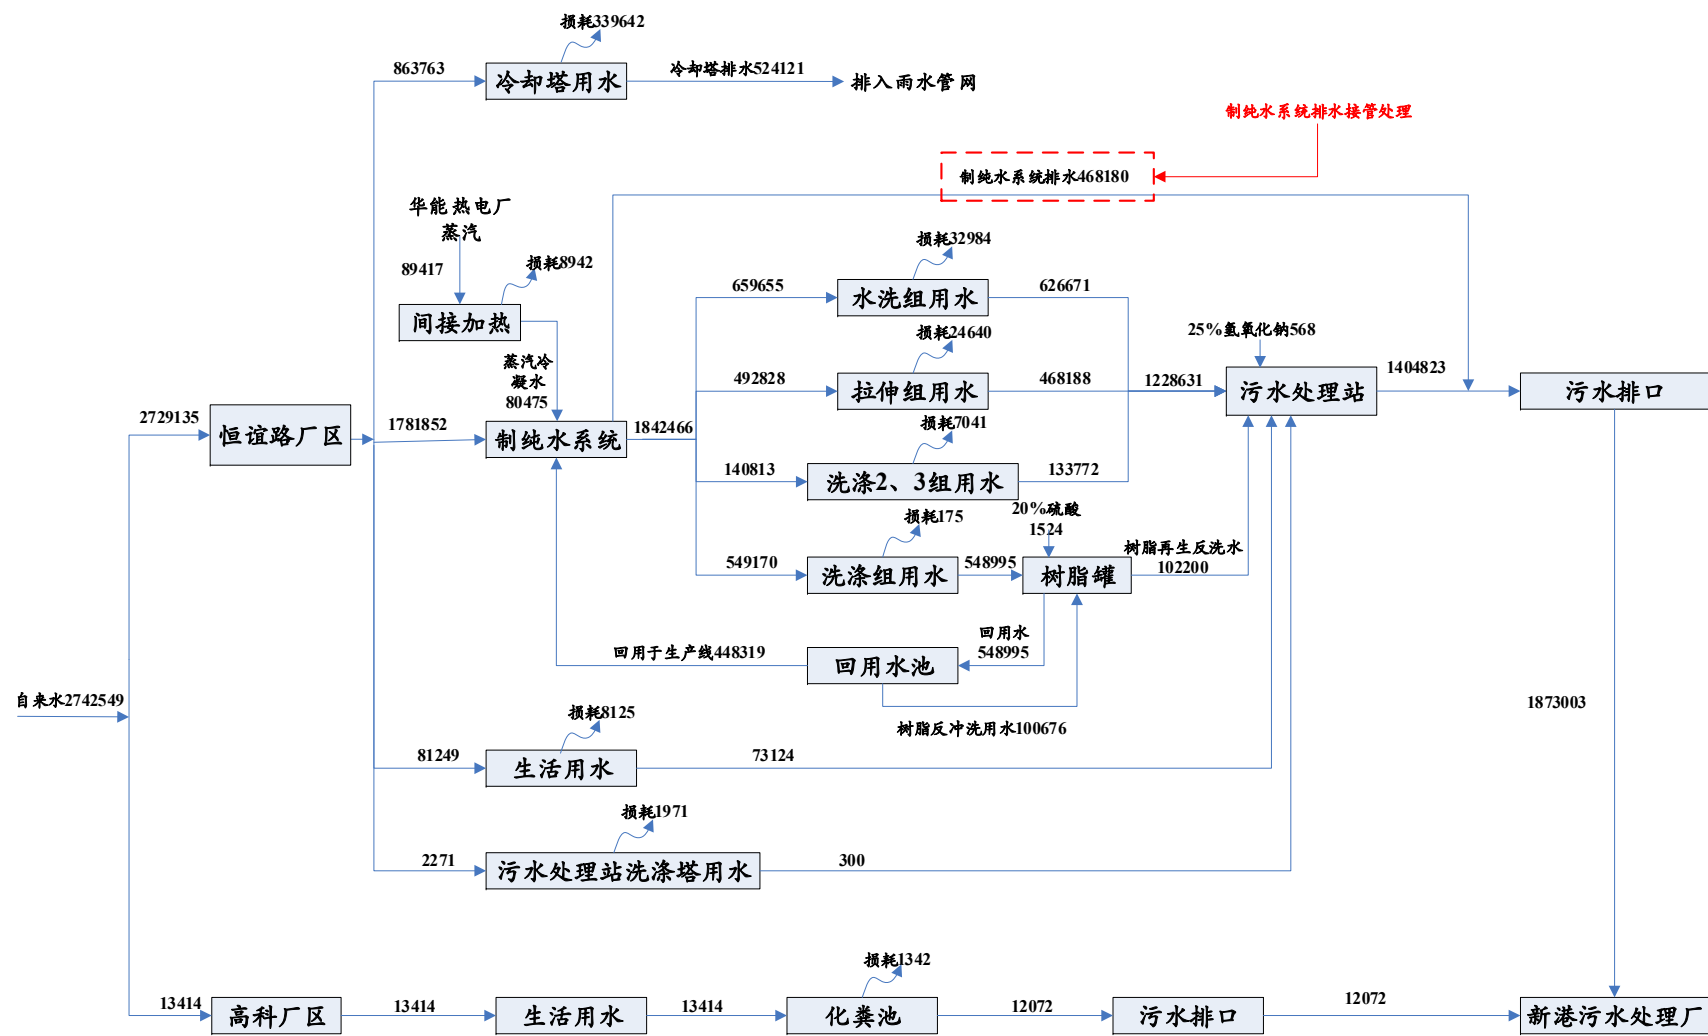 损耗339642
863763
冷却塔用水
冷却塔排水524121
排入雨水管网
制纯水系统排水接管处理
制纯水系统排水468180
华能热电厂
蒸汽
89417
损耗8942
间接加热
蒸汽冷
凝水
80475
损耗32984
659655
水洗组用水
626671
损耗24640
492828
拉伸组用水
468188
1228631
25%氢氧化钠568
污水处理站
1404823
污水排口
2729135
恒谊路厂区
1781852
制纯水系统
1842466
损耗7041
140813
洗涤2、3组用水
133772
损耗175
549170
洗涤组用水
548995
20%硫酸
1524
树脂罐
树脂再生反洗水
102200
回用于生产线448319
回用水池
回用水
548995
树脂反冲洗用水100676
自来水2742549
1873003
损耗8125
81249
生活用水
73124
损耗1971
2271
污水处理站洗涤塔用水
300
13414
高科厂区
13414
生活用水
13414
损耗1342
化粪池
12072
污水排口
12072
新港污水处理厂